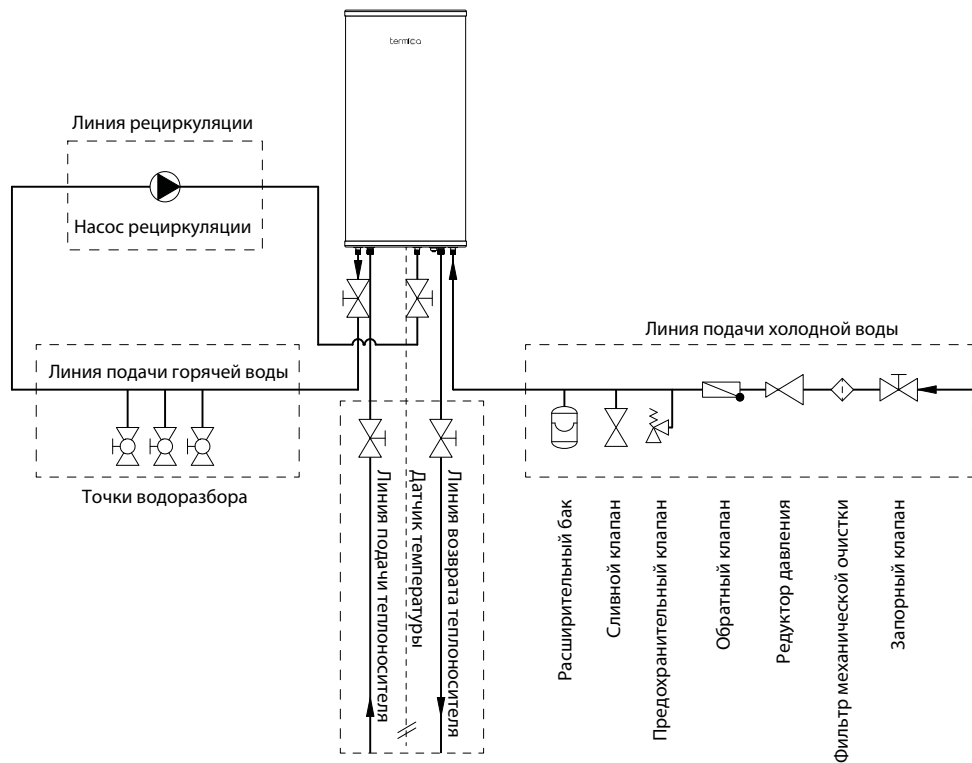 termica
Линия рециркуляции
Насос рециркуляции
Линия подачи холодной воды
Линия подачи горячей воды
Точки водоразбора
Линия подачи теплоносителя
Датчик температуры
Линия возврата теплоносителя
Расширительный бак
Сливной клапан
Предохранительный клапан
Обратный клапан
Редуктор давления
Фильтр механической очистки
Запорный клапан